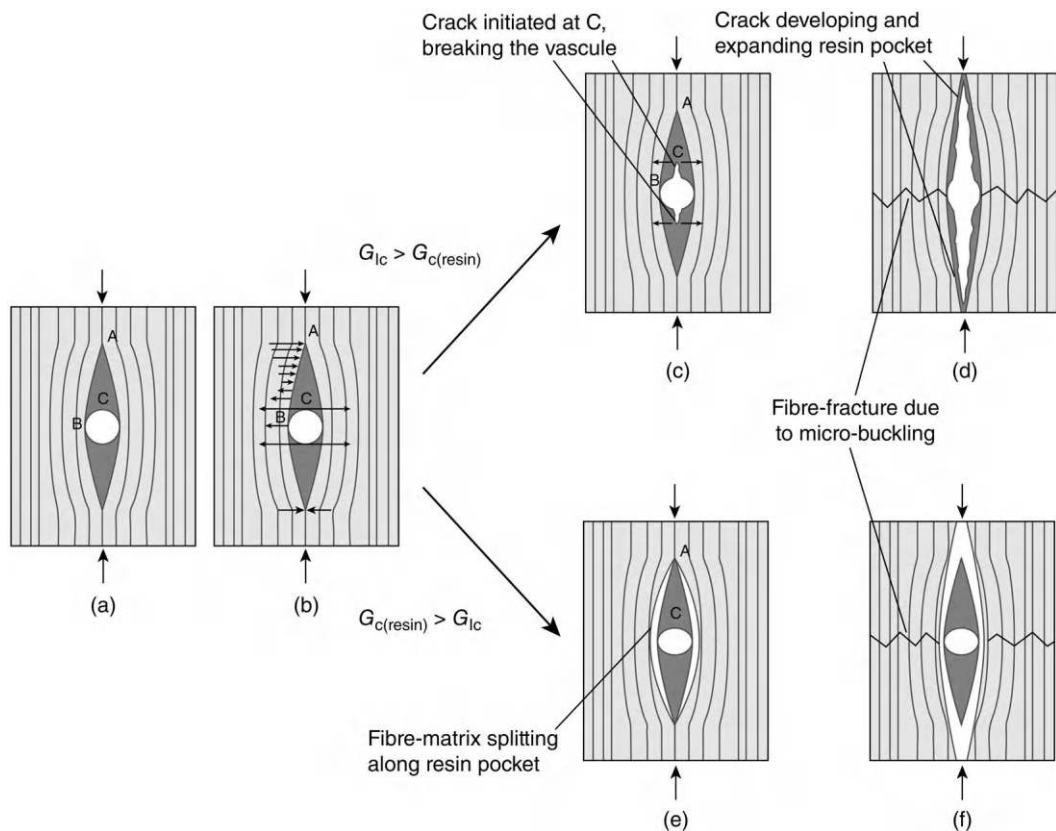 Crack initiated at C,
breaking the vascule
Crack developing and
expanding resin pocket
A
C
B
(c)
(d)
G_Ic > G_c(resin)
A
C
B
(a)
A
C
B
(b)
Fibre-fracture due
to micro-buckling
G_c(resin) > G_Ic
A
C
Fibre-matrix splitting
along resin pocket
(e)
C
(f)